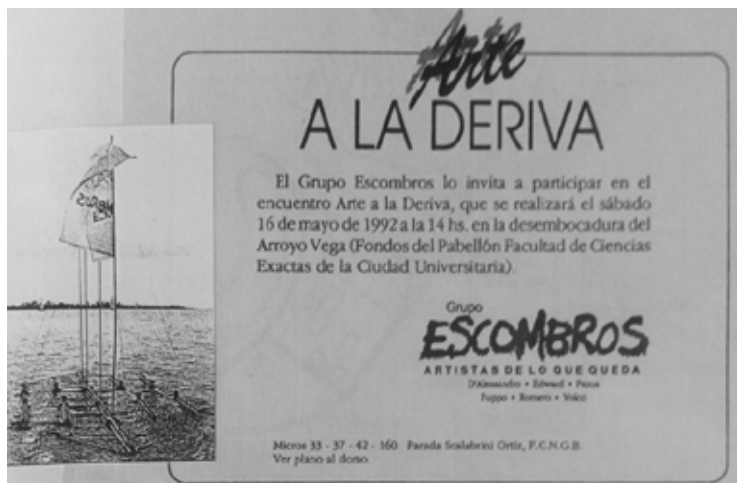 Arte
A LA DERIVA
El Grupo Escombros lo invita a participar en el
encuentro Arte a la Deriva, que se realizará el sábado
16 de mayo de 1992 a la 14 hs. en la desembocadura del
Arroyo Vega (Fondos del Pabellón Facultad de Ciencias
Exactas de la Ciudad Universitaria).
Grupo
ESCOMBROS
ARTISTAS DE LO QUE QUEDA
D'Alessandro • Edward • Pazos
Puppo • Romero • Volco
Micros 33 - 37 - 42 - 160 Parada Scalabrini Ortiz, F.C.N.G.B.
Ver plano al dorso